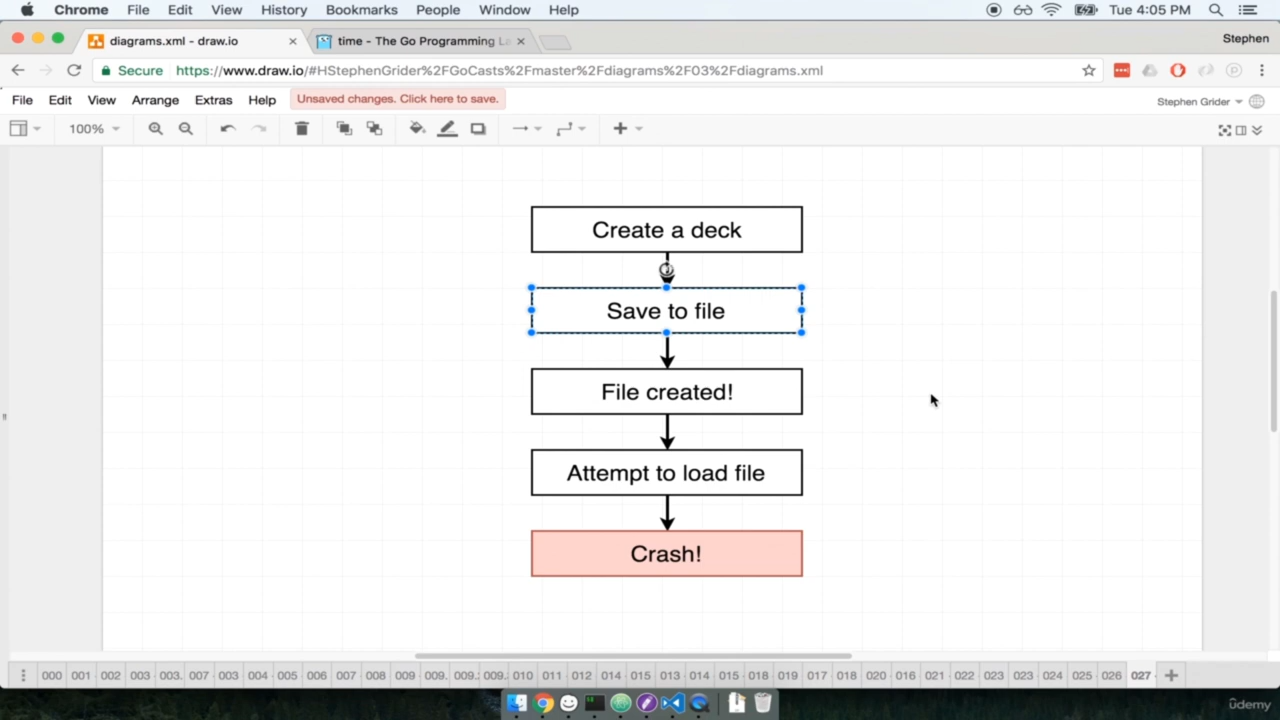 Chrome File Edit View History Bookmarks People Window Help Tue 4:05 PM
diagrams.xml - draw.io time - The Go Programming La Stephen
Secure https://www.draw.io/#HStephenGrider%2FGoCasts%2Fmaster%2Fdiagrams%2F03%2Fdiagrams.xml
File Edit View Arrange Extras Help Unsaved changes. Click here to save. Stephen Grider
100%
Create a deck
Save to file
File created!
Attempt to load file
Crash!
000 001 002 003. 007 003 004 005 006 007 008 009 009. 009. 010 011 012 014 015 013 014 015 018 019 017 018 020 016 021 022 023 024 025 026 027
ûdemy